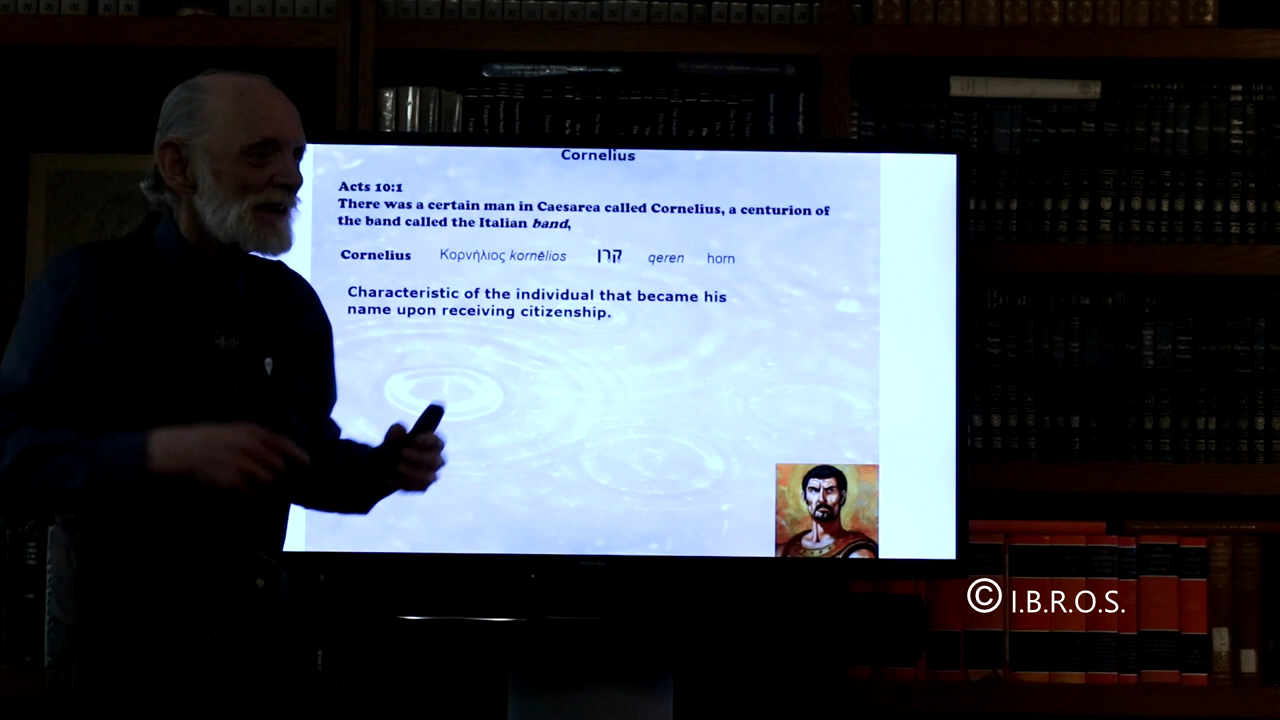 Cornelius
Acts 10:1
There was a certain man in Caesarea called Cornelius, a centurion of
the band called the Italian band,
Cornelius Κορνήλιος kornēlios קרן qeren horn
Characteristic of the individual that became his
name upon receiving citizenship.
© I.B.R.O.S.